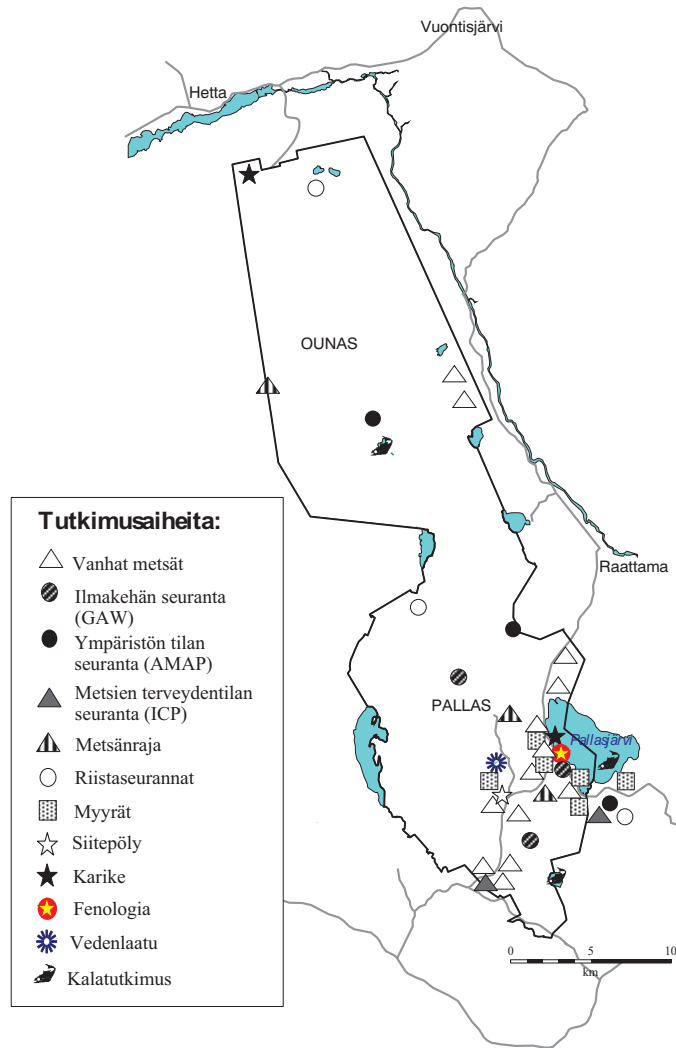 Vuontisjärvi
Hetta
OUNAS
Raattama
PALLAS
Pallasjärvi
Tutkimusaiheita:
Vanhat metsät
Ilmakehän seuranta
(GAW)
Ympäristön tilan
seuranta (AMAP)
Metsien terveydentilan
seuranta (ICP)
Metsänraja
Riistaseurannat
Myyrät
Siitepöly
Karike
Fenologia
Vedenlaatu
Kalatutkimus
0 5 10
km